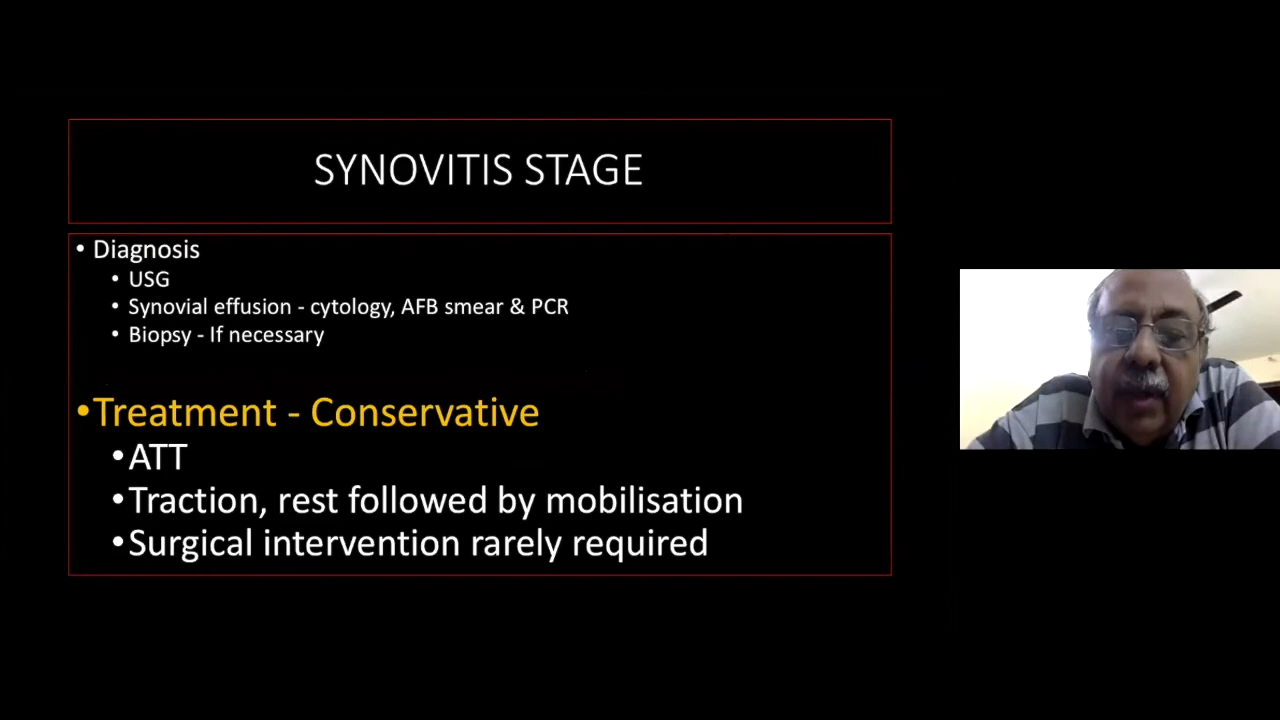 SYNOVITIS STAGE
• Diagnosis
• USG
• Synovial effusion - cytology, AFB smear & PCR
• Biopsy - If necessary
•Treatment - Conservative
•ATT
•Traction, rest followed by mobilisation
•Surgical intervention rarely required